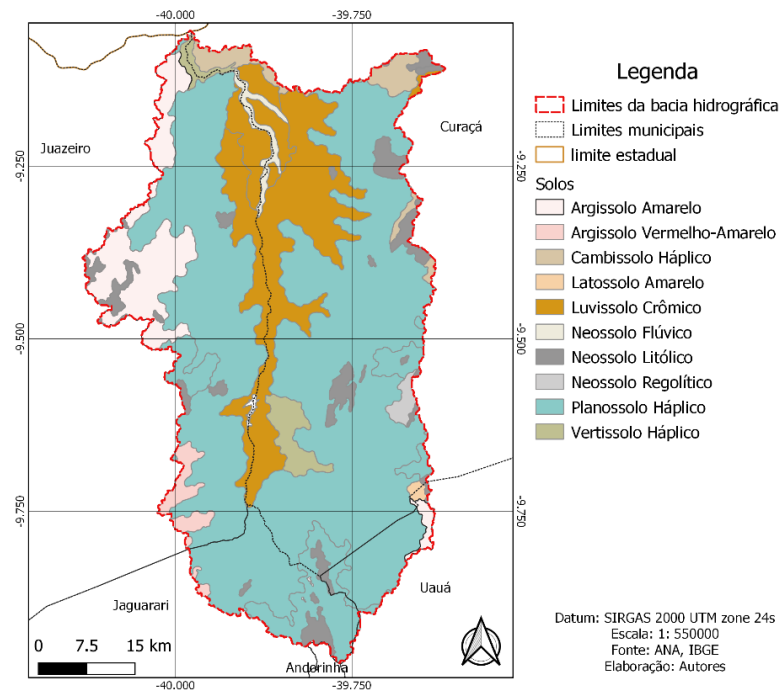 -40.000
-39.750
Legenda
Limites da bacia hidrográfica
Limites municipais
limite estadual
Solos
Argissolo Amarelo
Argissolo Vermelho-Amarelo
Cambissolo Háplico
Latossolo Amarelo
Luvissolo Crômico
Neossolo Flúvico
Neossolo Litólico
Neossolo Regolítico
Planossolo Háplico
Vertissolo Háplico
Juazeiro
Curaçá
-9.250
-9.250
-9.500
-9.500
-9.750
-9.750
Jaguarari
Uauá
Andorinha
0 7.5 15 km
-40.000
-39.750
Datum: SIRGAS 2000 UTM zone 24s
Escala: 1: 550000
Fonte: ANA, IBGE
Elaboração: Autores